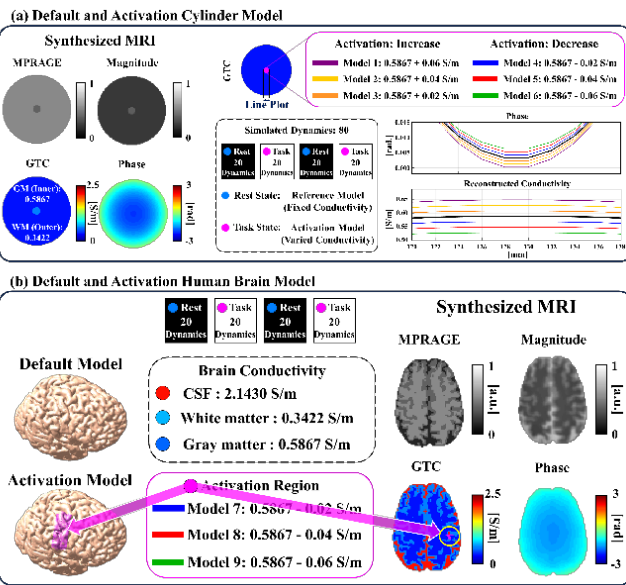 (a) Default and Activation Cylinder Model
Synthesized MRI
MPRAGE
Magnitude
1
0
1
0
GTC
Phase
GM (Inner):
0.5867
WM (Outer):
0.3422
2.5
0
[S/m]
3
-3
[rad]
GTC
Line Plot
Activation: Increase
Model 1: 0.5867 + 0.06 S/m
Model 2: 0.5867 + 0.04 S/m
Model 3: 0.5867 + 0.02 S/m
Activation: Decrease
Model 4: 0.5867 - 0.02 S/m
Model 5: 0.5867 - 0.04 S/m
Model 6: 0.5867 - 0.06 S/m
Simulated Dynamics: 80
Rest
20
Dynamics
Task
20
Dynamics
Rest
20
Dynamics
Task
20
Dynamics
Rest State:
Reference Model
(Fixed Conductivity)
Task State:
Activation Model
(Varied Conductivity)
Phase
[rad.]
Reconstructed Conductivity
[S/m]
[mm]
(b) Default and Activation Human Brain Model
Rest
20
Dynamics
Task
20
Dynamics
Rest
20
Dynamics
Task
20
Dynamics
Default Model
Brain Conductivity
CSF : 2.1430 S/m
White matter : 0.3422 S/m
Gray matter : 0.5867 S/m
Activation Model
Activation Region
Model 7: 0.5867 - 0.02 S/m
Model 8: 0.5867 - 0.04 S/m
Model 9: 0.5867 - 0.06 S/m
Synthesized MRI
MPRAGE
Magnitude
1
0
[a.u.]
1
0
[a.u.]
GTC
Phase
2.5
0
[S/m]
3
-3
[rad]